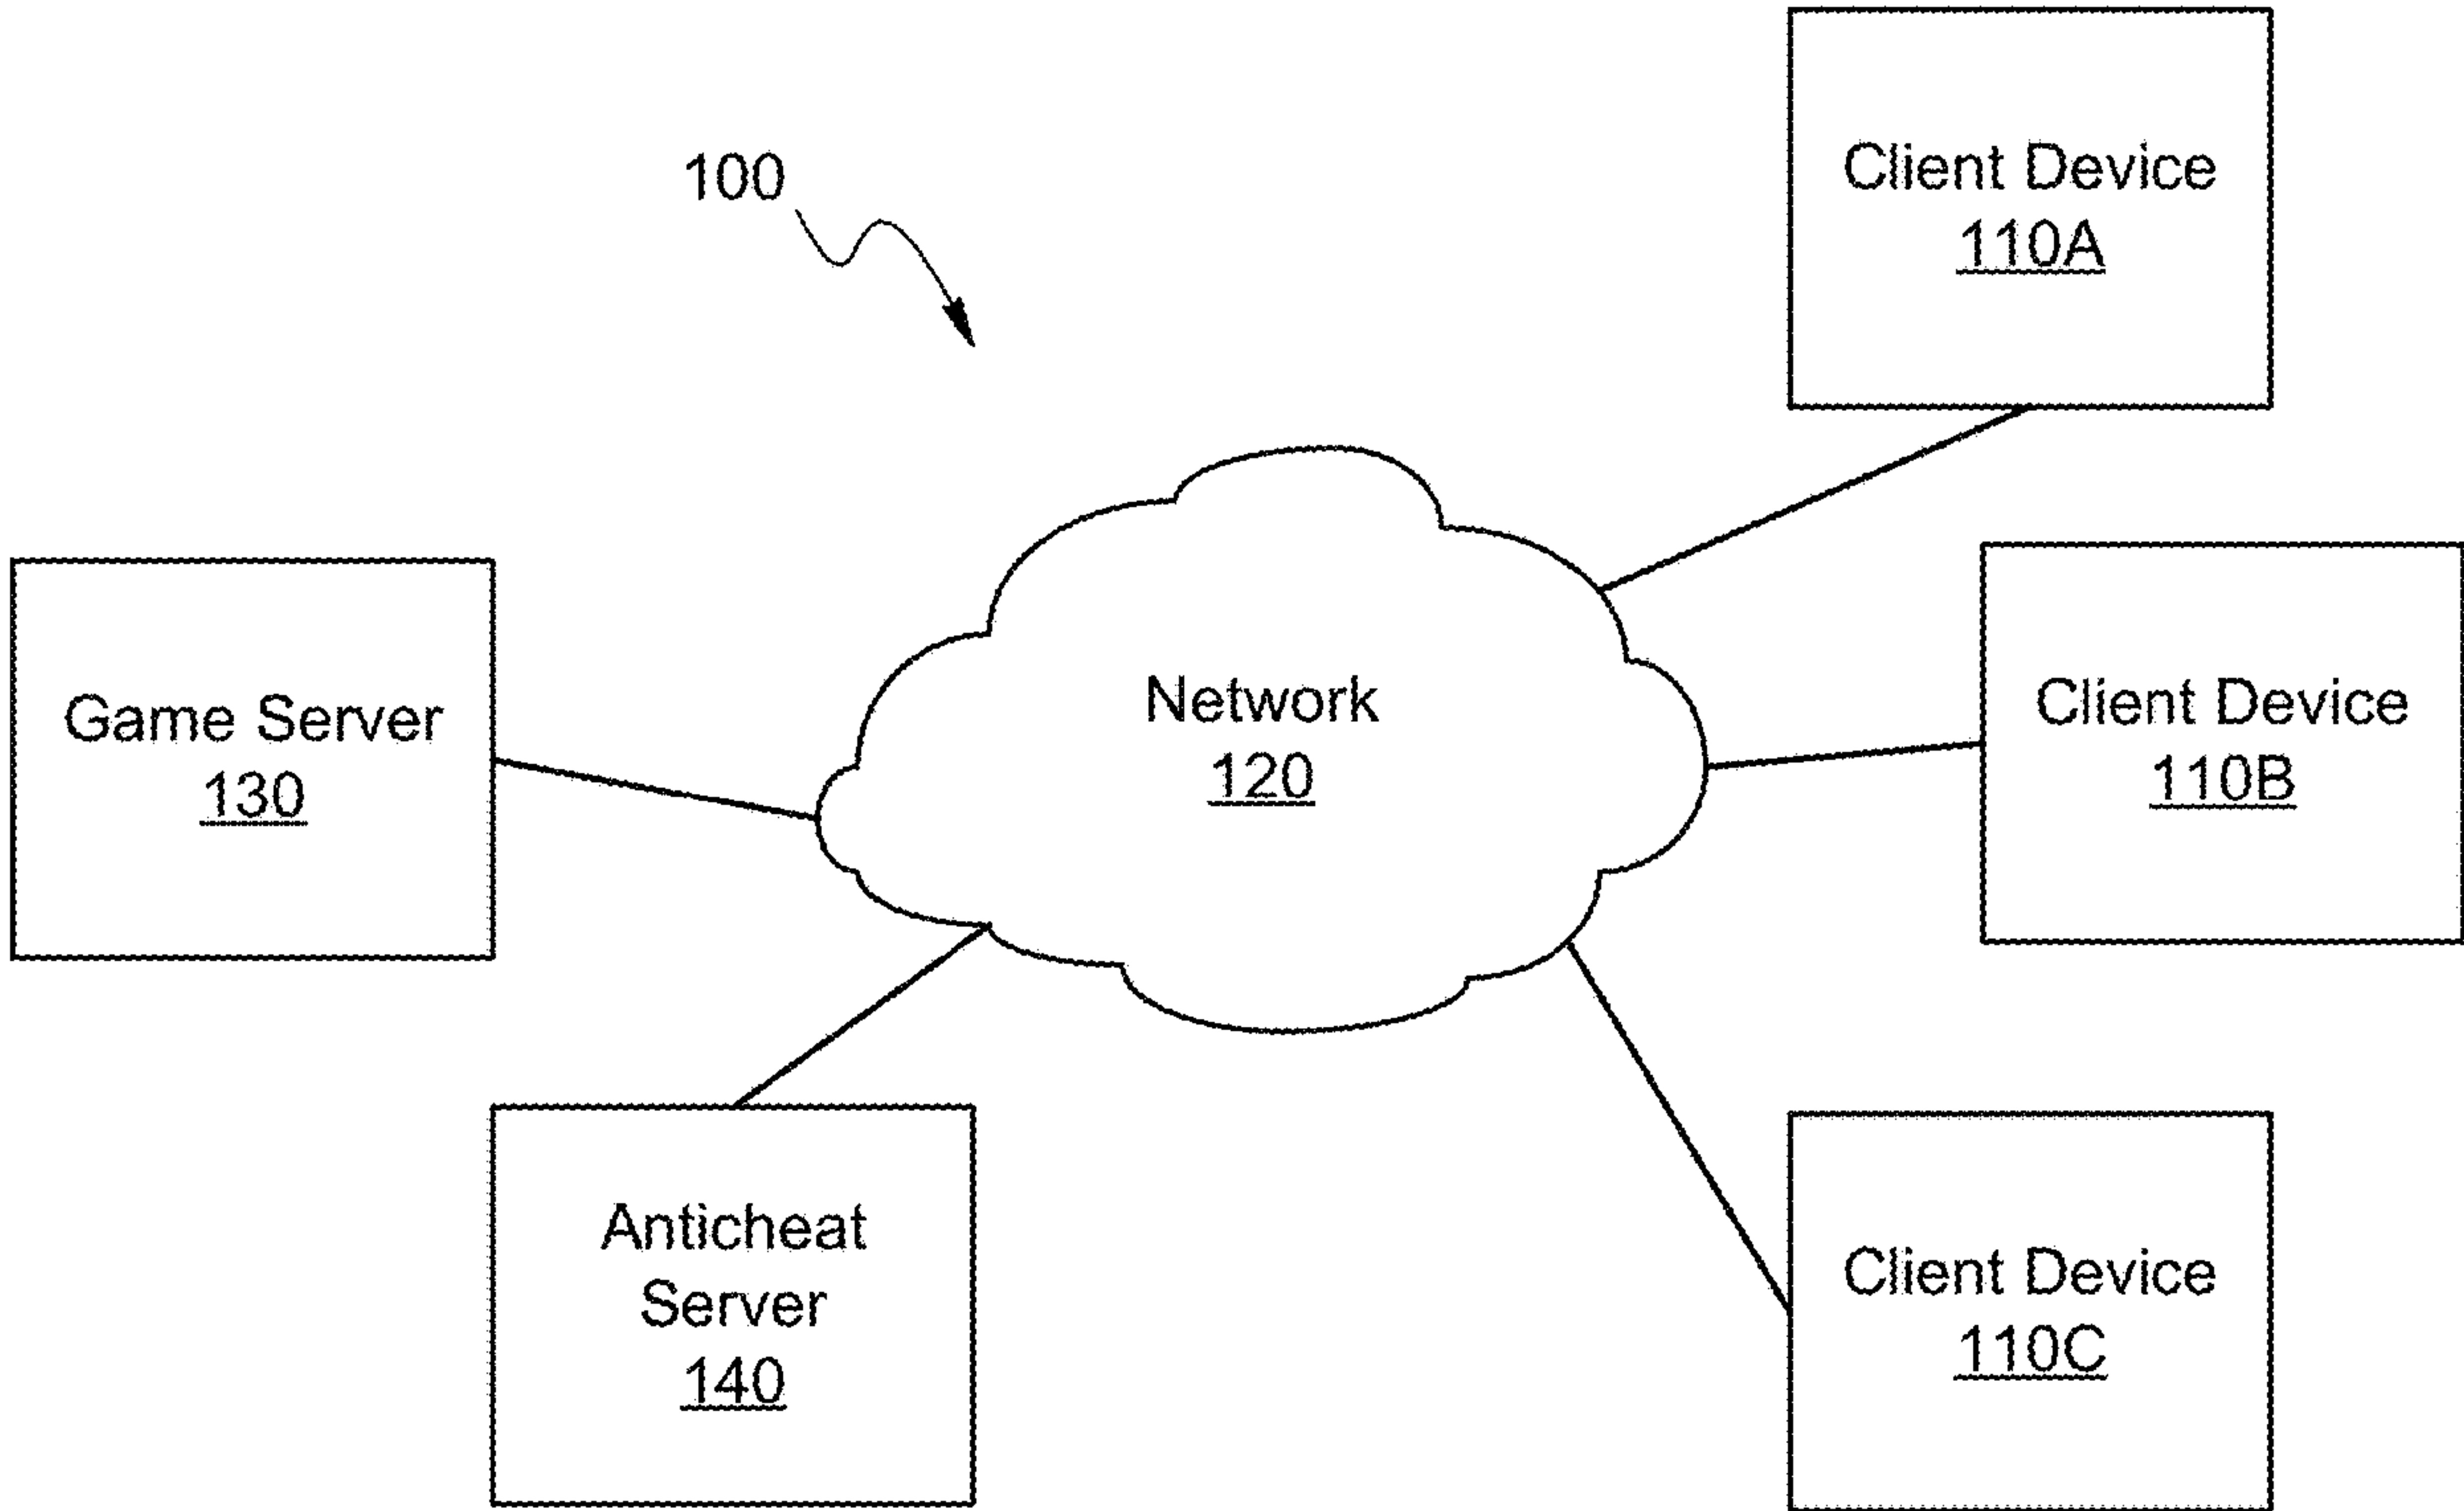 100
Client Device
110A
Game Server
130
Network
120
Client Device
110B
Anticheat
Server
140
Client Device
110C